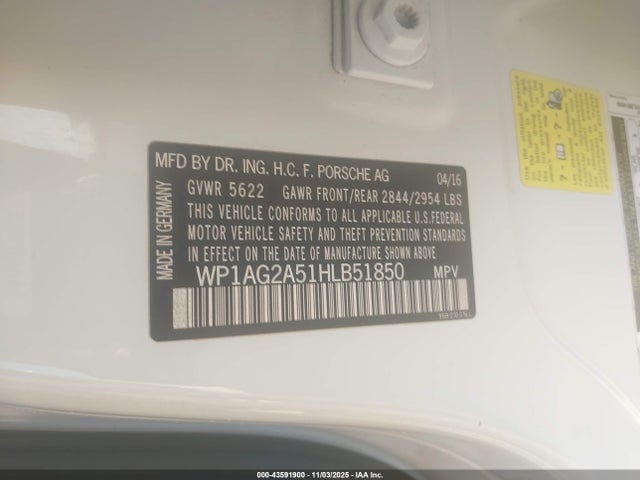 MFD BY DR. ING. H.C. F. PORSCHE AG 04/16
GVWR 5622 GAWR FRONT/REAR 2844/2954 LBS
THIS VEHICLE CONFORMS TO ALL APPLICABLE U.S.FEDERAL
MOTOR VEHICLE SAFETY AND THEFT PREVENTION STANDARDS
IN EFFECT ON THE DATE OF MANUFACTURE SHOWN ABOVE.
WP1AG2A51HLB51850 MPV
MADE IN GERMANY
000-43591900 - 11/03/2025 - IAA Inc.